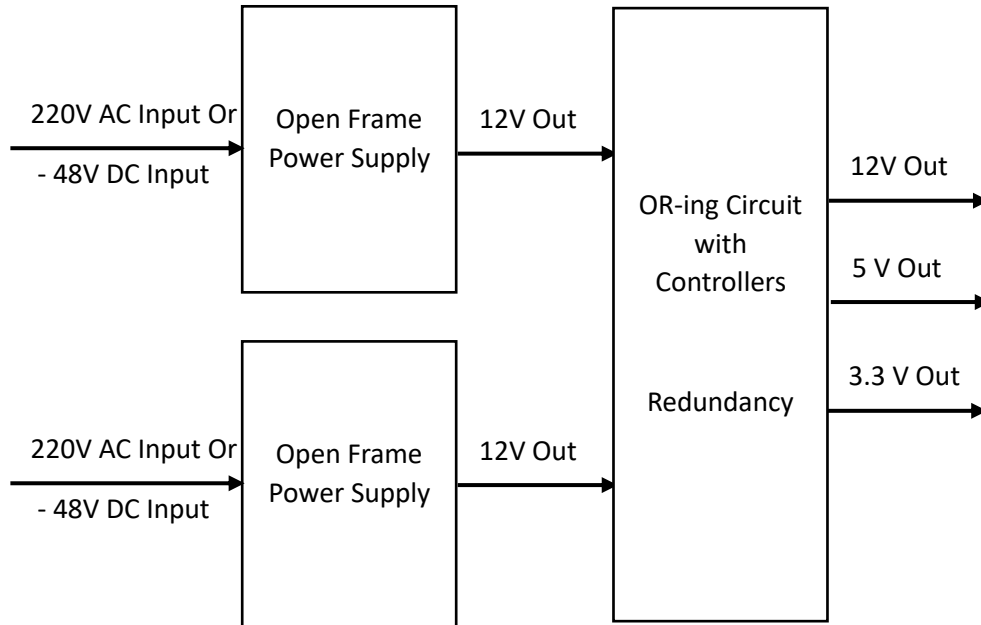 220V AC Input Or
- 48V DC Input
Open Frame
Power Supply
12V Out
OR-ing Circuit
with
Controllers
Redundancy
12V Out
5 V Out
3.3 V Out
220V AC Input Or
- 48V DC Input
Open Frame
Power Supply
12V Out